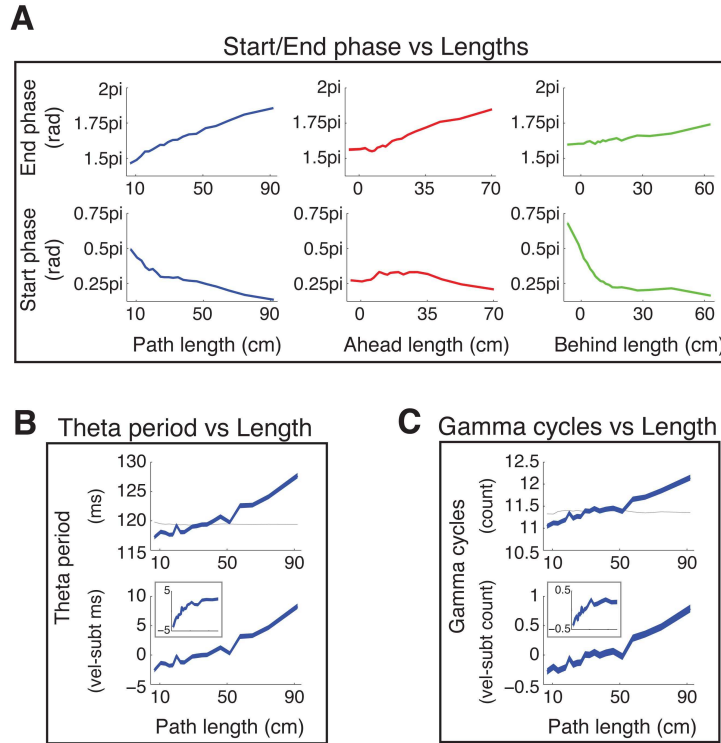 A
Start/End phase vs Lengths
End phase
(rad)
2pi
1.75pi
1.5pi
10 50 90
2pi
1.75pi
1.5pi
0 35 70
2pi
1.75pi
1.5pi
0 30 60
Start phase
(rad)
0.75pi
0.5pi
0.25pi
10 50 90
0.75pi
0.5pi
0.25pi
0 35 70
0.75pi
0.5pi
0.25pi
0 30 60
Path length (cm)
Ahead length (cm)
Behind length (cm)
B
Theta period vs Length
Theta period
(ms)
130
125
120
115
10 50 90
(vel-subt ms)
10
5
0
−5
5
−5
10 50 90
Path length (cm)
C
Gamma cycles vs Length
Gamma cycles
(count)
12.5
12
11.5
11
10.5
10 50 90
(vel-subt count)
1
0.5
0
−0.5
0.5
−0.5
10 50 90
Path length (cm)